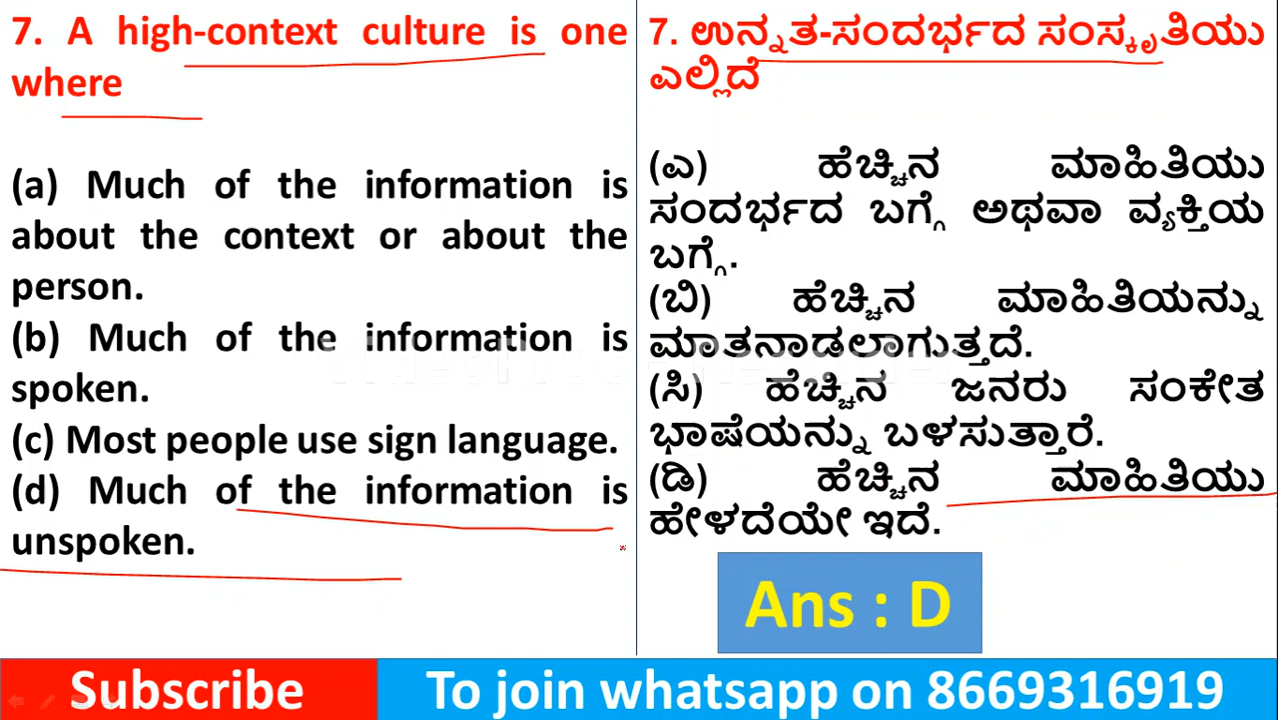 7. A high-context culture is one
where
(a) Much of the information is
about the context or about the
person.
(b) Much of the information is
spoken.
(c) Most people use sign language.
(d) Much of the information is
unspoken.
7. ಉನ್ನತ-ಸಂದರ್ಭದ ಸಂಸ್ಕೃತಿಯು
ಎಲ್ಲಿದೆ
(ಎ) ಹೆಚ್ಚಿನ ಮಾಹಿತಿಯು
ಸಂದರ್ಭದ ಬಗ್ಗೆ ಅಥವಾ ವ್ಯಕ್ತಿಯ
ಬಗ್ಗೆ.
(ಬಿ) ಹೆಚ್ಚಿನ ಮಾಹಿತಿಯನ್ನು
ಮಾತನಾಡಲಾಗುತ್ತದೆ.
(ಸಿ) ಹೆಚ್ಚಿನ ಜನರು ಸಂಕೇತ
ಭಾಷೆಯನ್ನು ಬಳಸುತ್ತಾರೆ.
(ಡಿ) ಹೆಚ್ಚಿನ ಮಾಹಿತಿಯು
ಹೇಳದೆಯೇ ಇದೆ.
Ans : D
Subscribe
To join whatsapp on 8669316919